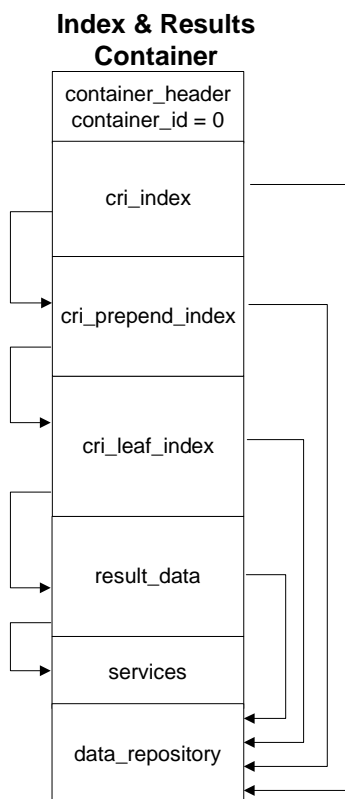 Index & Results
Container
container_header
container_id = 0
cri_index
cri_prepend_index
cri_leaf_index
result_data
services
data_repository